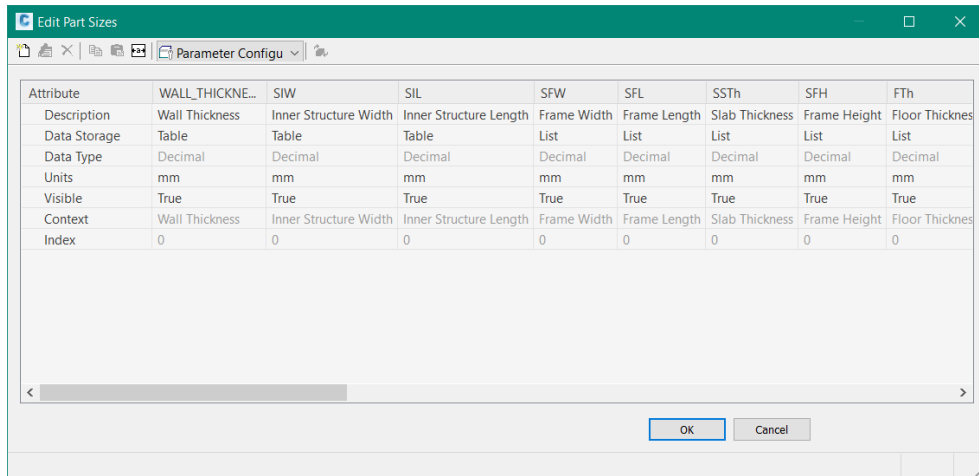 C Edit Part Sizes
Parameter Configu
Attribute WALL_THICKNE... SIW SIL SFW SFL SSTh SFH FTh
Description Wall Thickness Inner Structure Width Inner Structure Length Frame Width Frame Length Slab Thickness Frame Height Floor Thicknes
Data Storage Table Table Table List List List List List
Data Type Decimal Decimal Decimal Decimal Decimal Decimal Decimal Decimal
Units mm mm mm mm mm mm mm mm
Visible True True True True True True True True
Context Wall Thickness Inner Structure Width Inner Structure Length Frame Width Frame Length Slab Thickness Frame Height Floor Thicknes
Index 0 0 0 0 0 0 0 0
OK Cancel